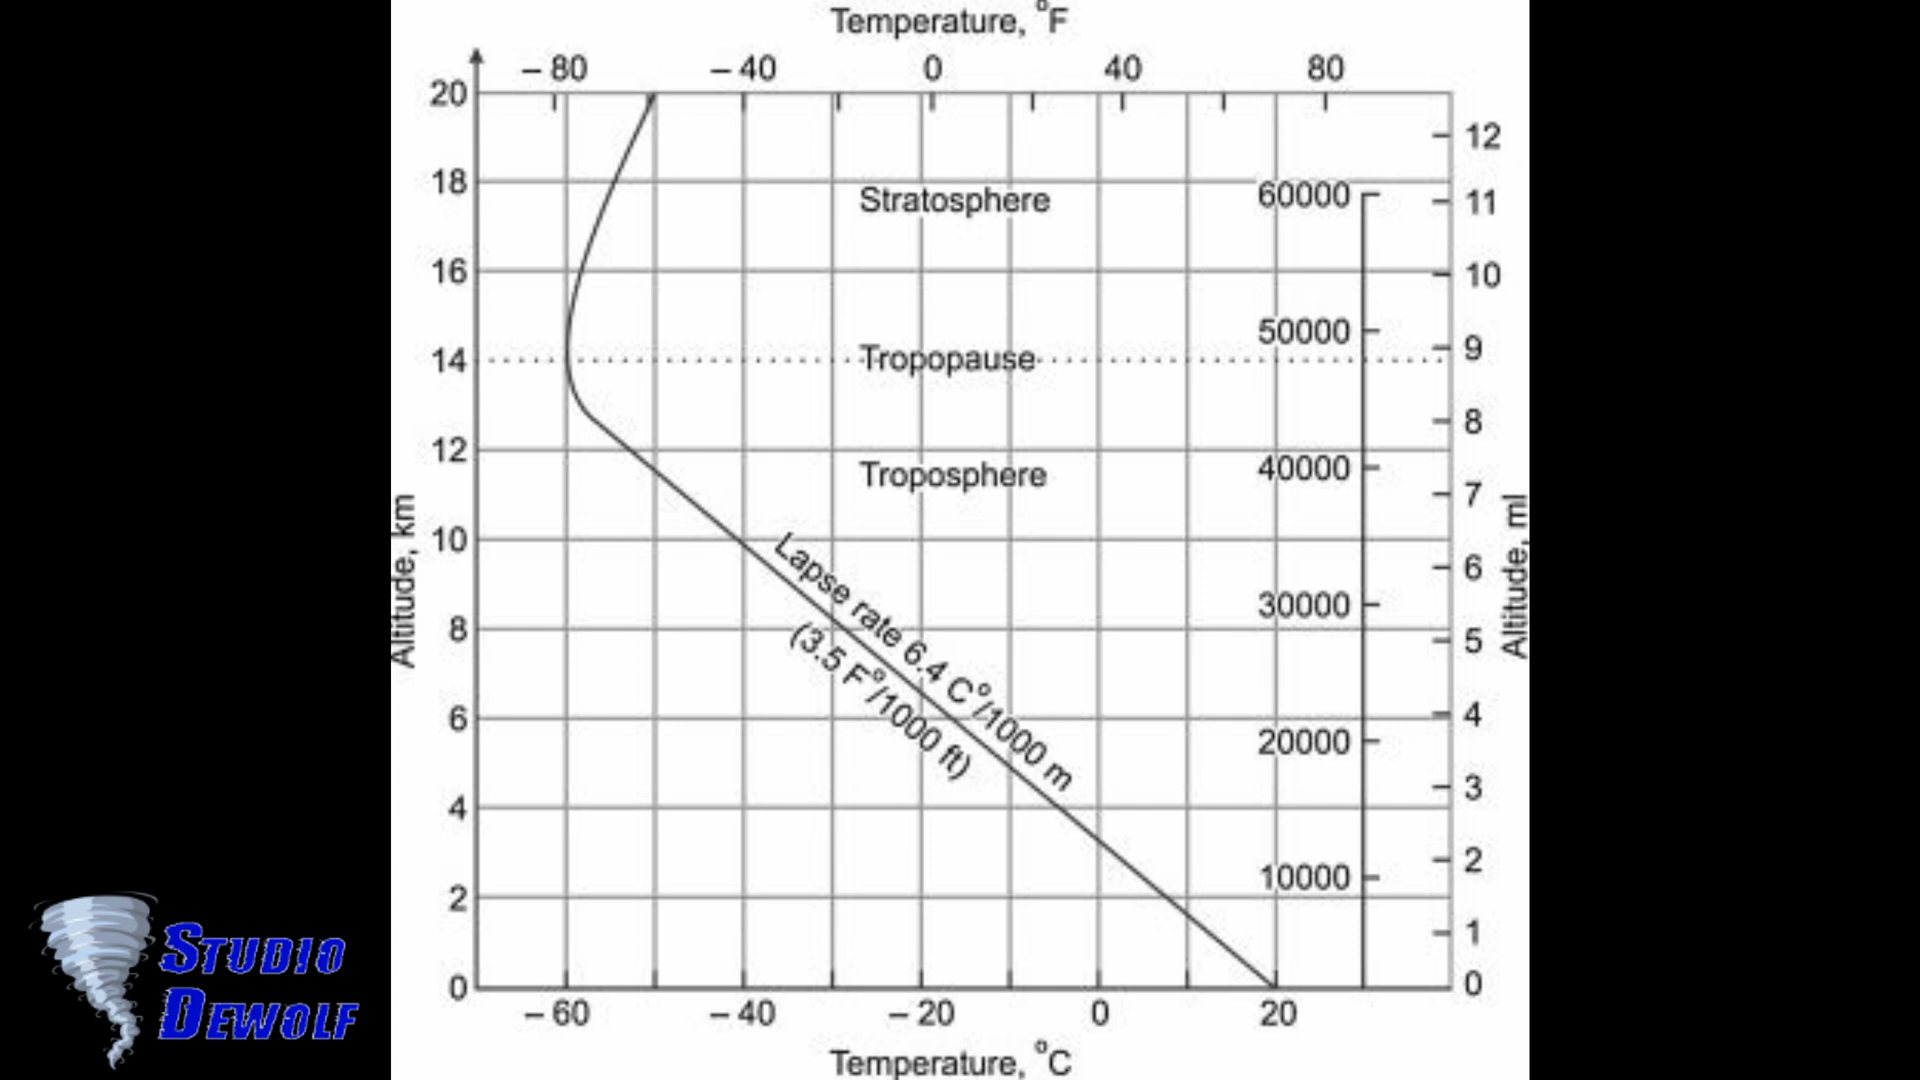 Temperature, °F
– 80 – 40 0 40 80
20
12
18
60000
11
Stratosphere
16
10
50000
14
Tropopause
9
8
12
40000
Troposphere
7
Altitude, km
Altitude, ml
10
Lapse rate 6.4 C°/1000 m
(3.5 F°/1000 ft)
6
30000
8
5
6
4
20000
3
4
2
10000
2
1
0
0
– 60 – 40 – 20 0 20
Temperature, °C
STUDIO
DEWOLF